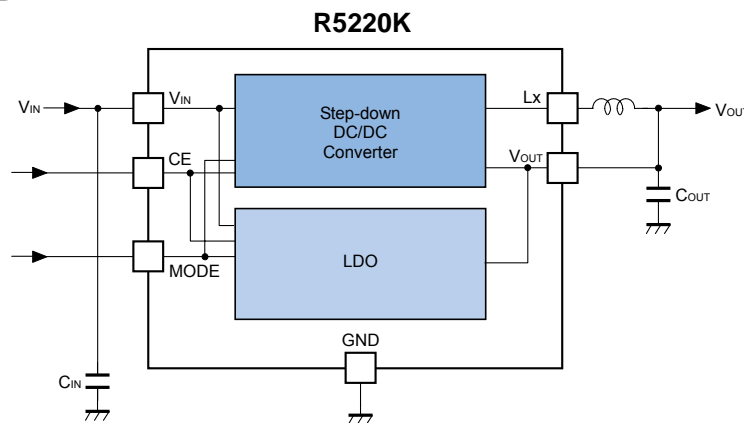 R5220K
VIN
VIN
Step-down
DC/DC
Converter
Lx
VOUT
CE
VOUT
COUT
LDO
MODE
GND
CIN